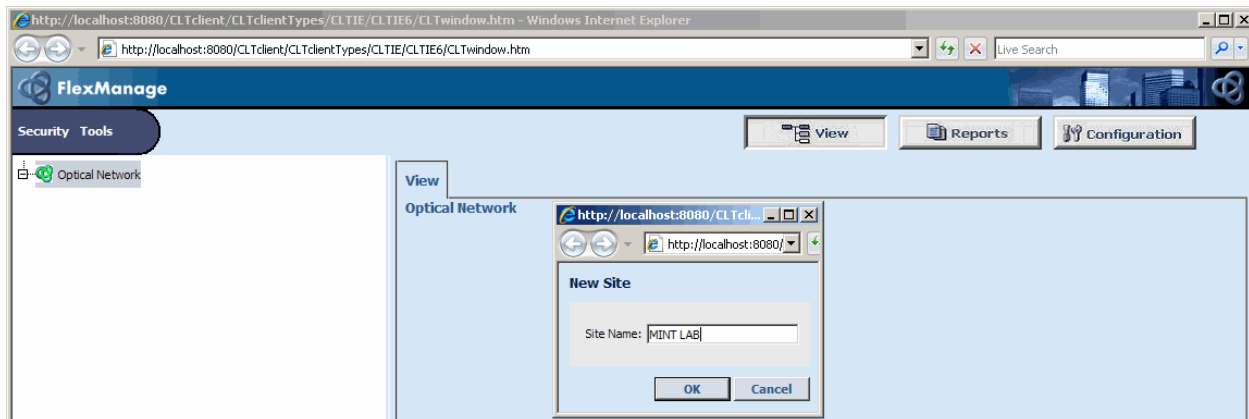 http://localhost:8080/CLTclient/CLTclientTypes/CLTIE/CLTIE6/CLTwindow.htm - Windows Internet Explorer
http://localhost:8080/CLTclient/CLTclientTypes/CLTIE/CLTIE6/CLTwindow.htm
Live Search
FlexManage
Security Tools
View
Reports
Configuration
Optical Network
View
Optical Network
http://localhost:8080/CLTcli...
http://localhost:8080/
New Site
Site Name: MINT LAB
OK Cancel